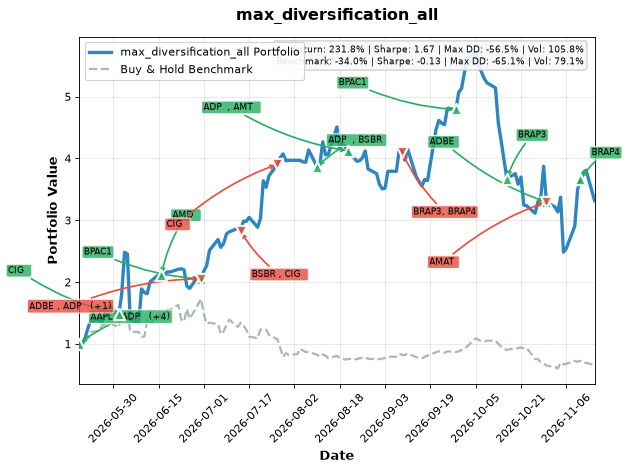 max_diversification_all
max_diversification_all Portfolio
Buy & Hold Benchmark
urn: 231.8% | Sharpe: 1.67 | Max DD: -56.5% | Vol: 105.8%
Benchmark: -34.0% | Sharpe: -0.13 | Max DD: -65.1% | Vol: 79.1%
BPAC1
ADP , AMT
ADP , BSBR
ADBE
BRAP3
BRAP4
AMD
CIG
BRAP3, BRAP4
BPAC1
CIG
AMAT
BSBR , CIG
ADBE , ADP (+1)
ADP (+4)
Portfolio Value
5
4
3
2
1
2026-05-30
2026-06-15
2026-07-01
2026-07-17
2026-08-02
2026-08-18
2026-09-03
2026-09-19
2026-10-05
2026-10-21
2026-11-06
Date